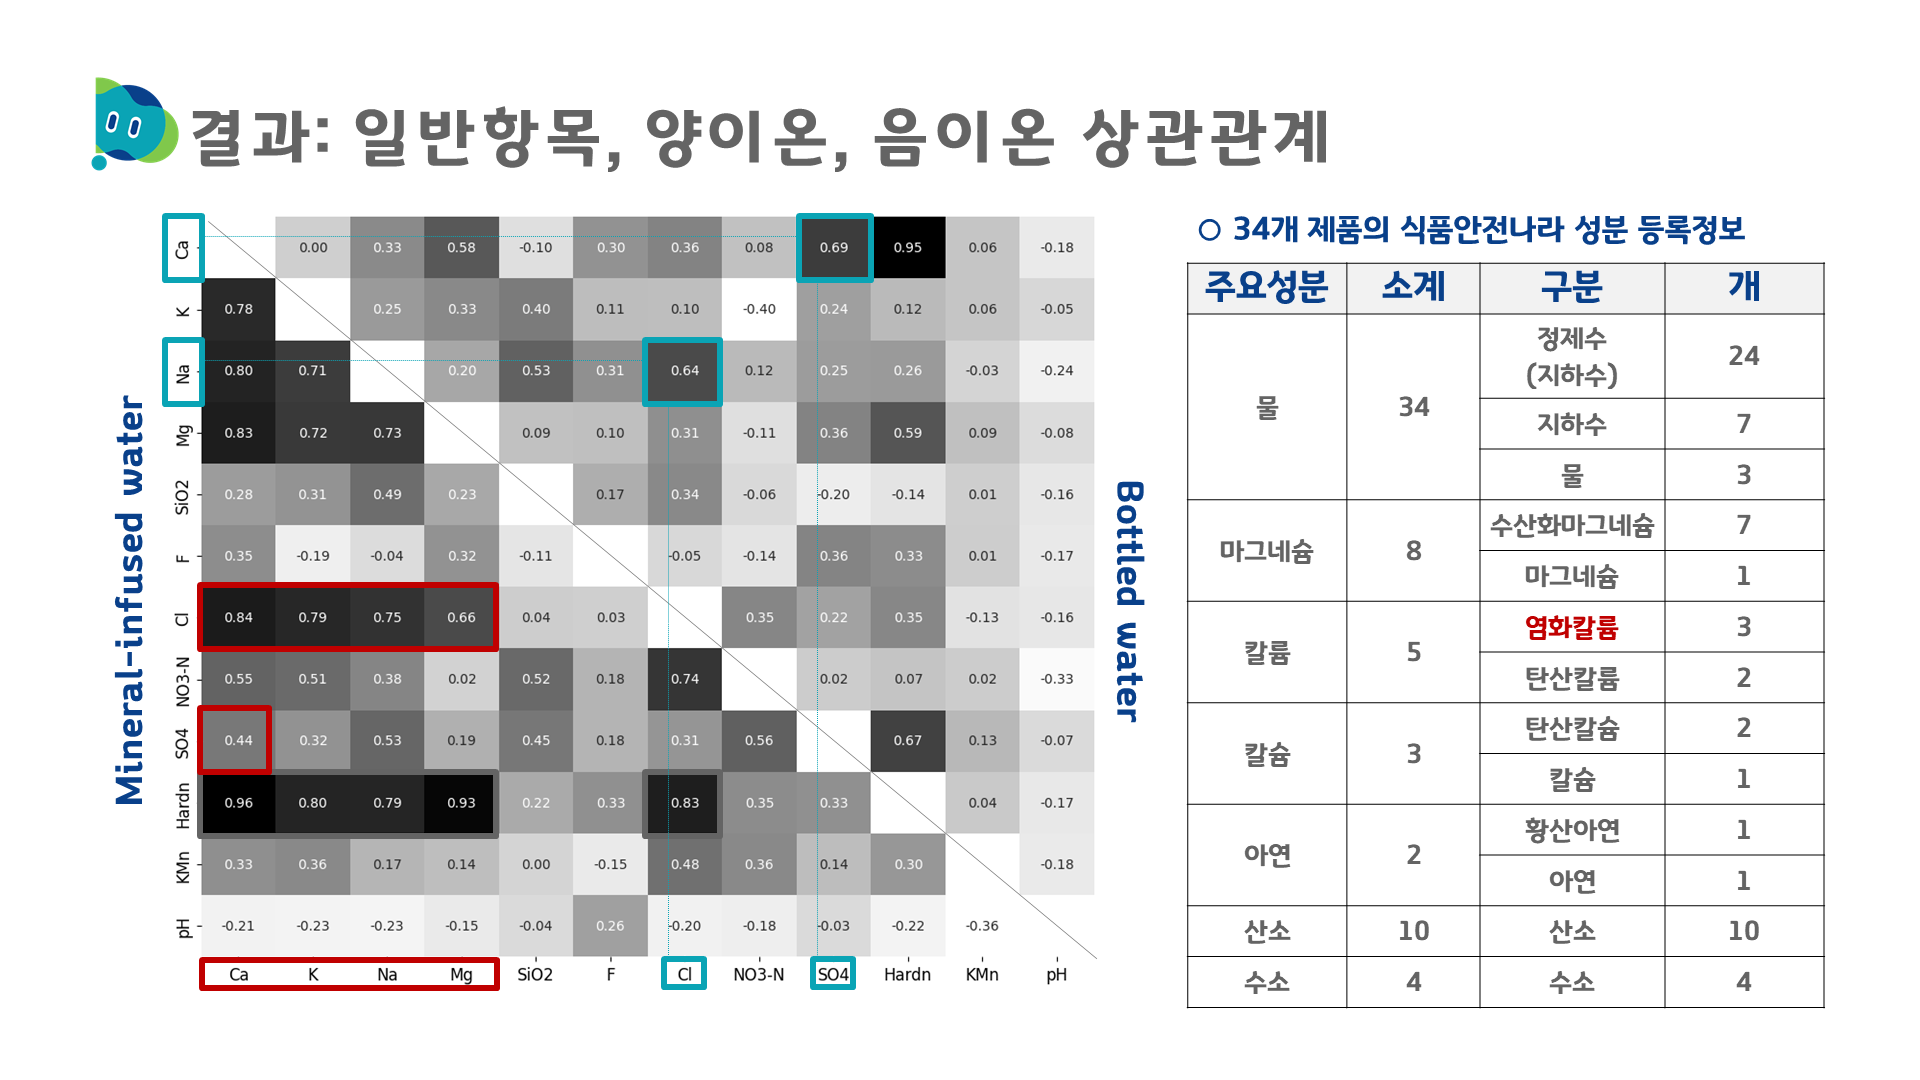 결과: 일반항목, 양이온, 음이온 상관관계
Mineral-infused water
Ca 0.00 0.33 0.58 -0.10 0.30 0.36 0.08 0.69 0.95 0.06 -0.18
K 0.78 0.25 0.33 0.40 0.11 0.10 -0.40 0.24 0.12 0.06 -0.05
Na 0.80 0.71 0.20 0.53 0.31 0.64 0.12 0.25 0.26 -0.03 -0.24
Mg 0.83 0.72 0.73 0.09 0.10 0.31 -0.11 0.36 0.59 0.09 -0.08
SiO2 0.28 0.31 0.49 0.23 0.17 0.34 -0.06 -0.20 -0.14 0.01 -0.16
F 0.35 -0.19 -0.04 0.32 -0.11 -0.05 -0.14 0.36 0.33 0.01 -0.17
Cl 0.84 0.79 0.75 0.66 0.04 0.03 0.35 0.22 0.35 -0.13 -0.16
NO3-N 0.55 0.51 0.38 0.02 0.52 0.18 0.74 0.02 0.07 0.02 -0.33
SO4 0.44 0.32 0.53 0.19 0.45 0.18 0.31 0.56 0.67 0.13 -0.07
Hardn 0.96 0.80 0.79 0.93 0.22 0.33 0.83 0.35 0.33 0.04 -0.17
KMn 0.33 0.36 0.17 0.14 0.00 -0.15 0.48 0.36 0.14 0.30 -0.18
pH -0.21 -0.23 -0.23 -0.15 -0.04 0.26 -0.20 -0.18 -0.03 -0.22 -0.36
Ca K Na Mg SiO2 F Cl NO3-N SO4 Hardn KMn pH
Bottled water
○ 34개 제품의 식품안전나라 성분 등록정보
주요성분 소계 구분 개
물 34 정제수
(지하수) 24
지하수 7
물 3
마그네슘 8 수산화마그네슘 7
마그네슘 1
칼륨 5 염화칼륨 3
탄산칼륨 2
칼슘 3 탄산칼슘 2
칼슘 1
아연 2 황산아연 1
아연 1
산소 10 산소 10
수소 4 수소 4